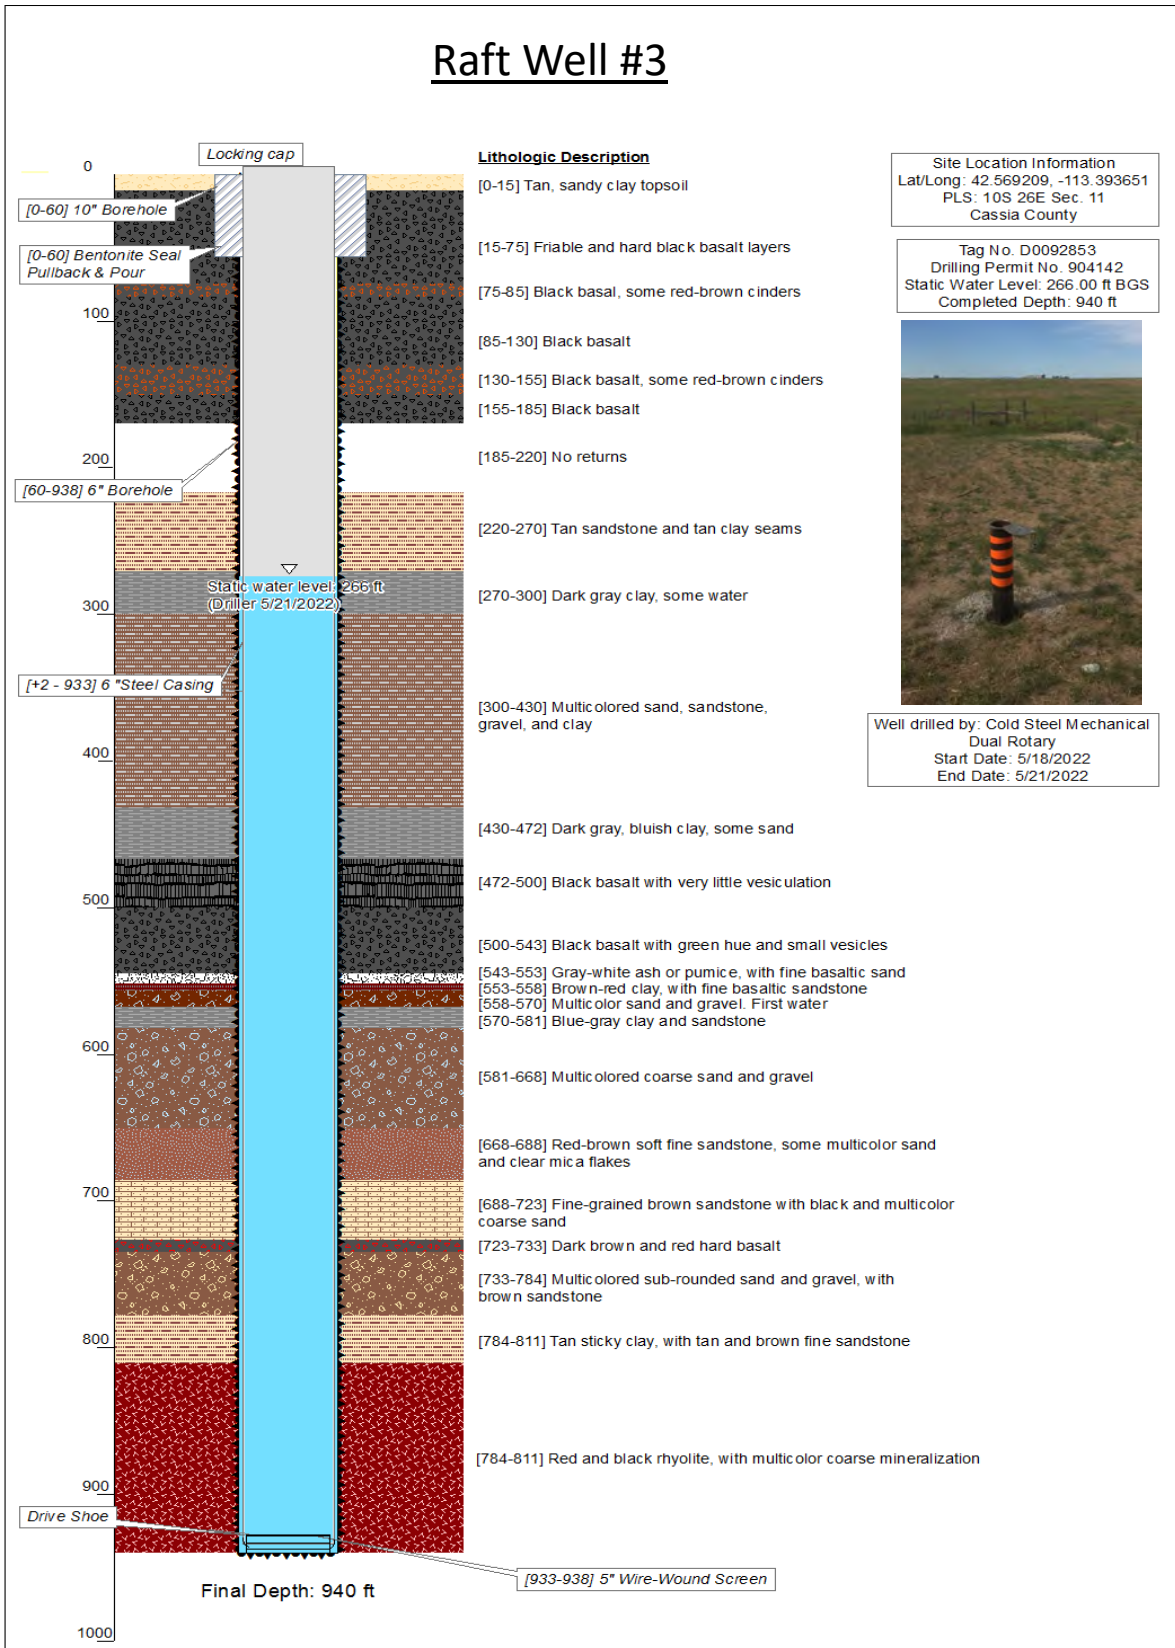 Raft Well #3
Locking cap
0
[0-60] 10" Borehole
[0-60] Bentonite Seal
Pullback & Pour
100
200
[60-938] 6" Borehole
Static water level: 266 ft
(Driller 5/21/2022)
300
[+2 - 933] 6 "Steel Casing
400
500
600
700
800
900
Drive Shoe
[933-938] 5" Wire-Wound Screen
Final Depth: 940 ft
1000
Lithologic Description
[0-15] Tan, sandy clay topsoil
[15-75] Friable and hard black basalt layers
[75-85] Black basal, some red-brown cinders
[85-130] Black basalt
[130-155] Black basalt, some red-brown cinders
[155-185] Black basalt
[185-220] No returns
[220-270] Tan sandstone and tan clay seams
[270-300] Dark gray clay, some water
[300-430] Multicolored sand, sandstone,
gravel, and clay
[430-472] Dark gray, bluish clay, some sand
[472-500] Black basalt with very little vesiculation
[500-543] Black basalt with green hue and small vesicles
[543-553] Gray-white ash or pumice, with fine basaltic sand
[553-558] Brown-red clay, with fine basaltic sandstone
[558-570] Multicolor sand and gravel. First water
[570-581] Blue-gray clay and sandstone
[581-668] Multicolored coarse sand and gravel
[668-688] Red-brown soft fine sandstone, some multicolor sand
and clear mica flakes
[688-723] Fine-grained brown sandstone with black and multicolor
coarse sand
[723-733] Dark brown and red hard basalt
[733-784] Multicolored sub-rounded sand and gravel, with
brown sandstone
[784-811] Tan sticky clay, with tan and brown fine sandstone
[784-811] Red and black rhyolite, with multicolor coarse mineralization
Site Location Information
Lat/Long: 42.569209, -113.393651
PLS: 10S 26E Sec. 11
Cassia County
Tag No. D0092853
Drilling Permit No. 904142
Static Water Level: 266.00 ft BGS
Completed Depth: 940 ft
Well drilled by: Cold Steel Mechanical
Dual Rotary
Start Date: 5/18/2022
End Date: 5/21/2022